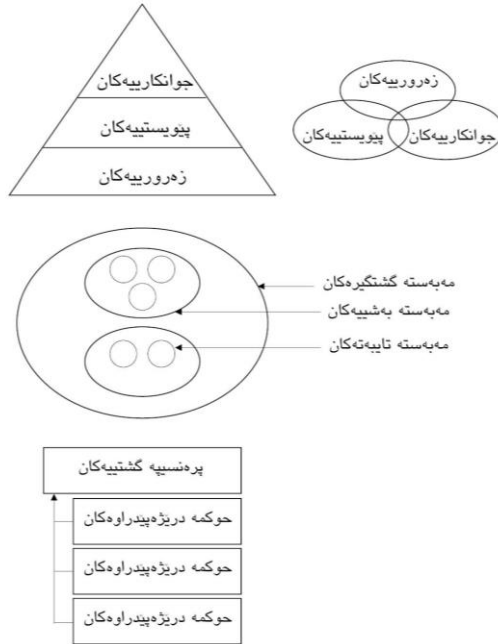 جوانکارییەکان
پێویستییەکان
زەرورییەکان
زەرورییەکان
پێویستییەکان
جوانکارییەکان
مەبەستە گشتگیرەکان
مەبەستە بەشییەکان
مەبەستە تایبەتەکان
پرەنسیپە گشتییەکان
حوکمە درێژەپێدراوەکان
حوکمە درێژەپێدراوەکان
حوکمە درێژەپێدراوەکان